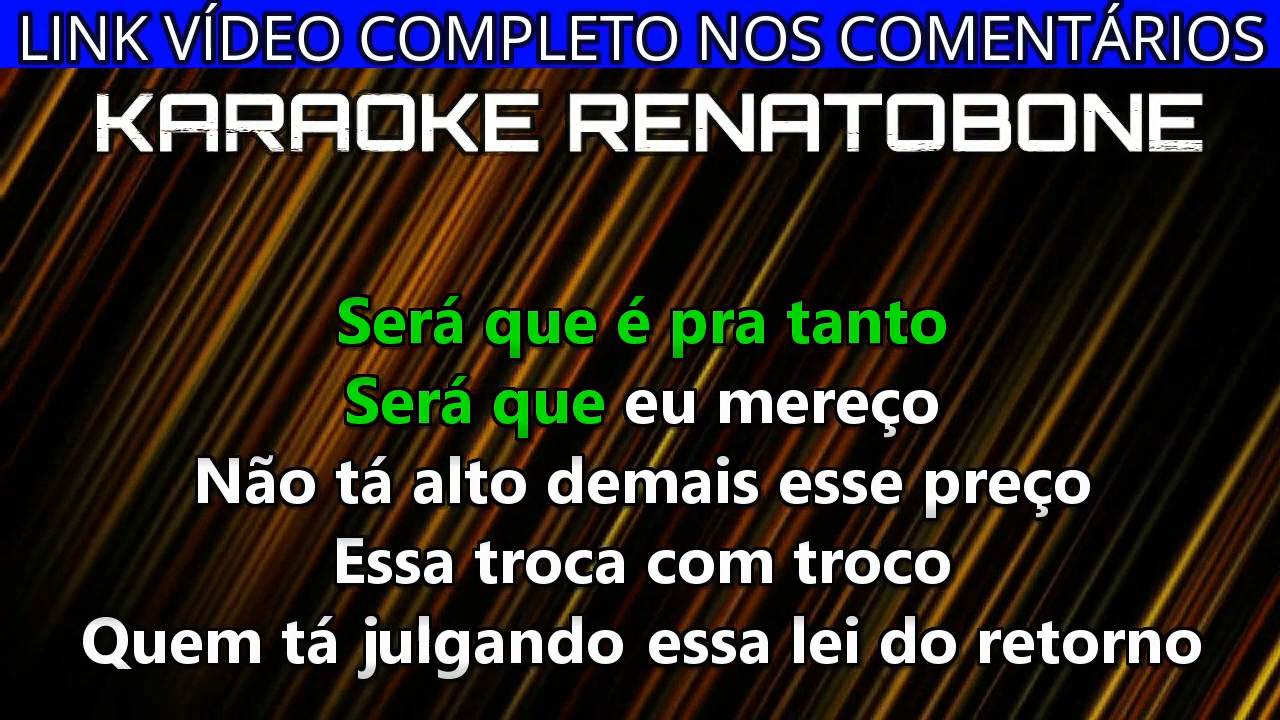 LINK VÍDEO COMPLETO NOS COMENTÁRIOS
KARAOKE RENATOBONE
Será que é pra tanto
Será que eu mereço
Não tá alto demais esse preço
Essa troca com troco
Quem tá julgando essa lei do retorno